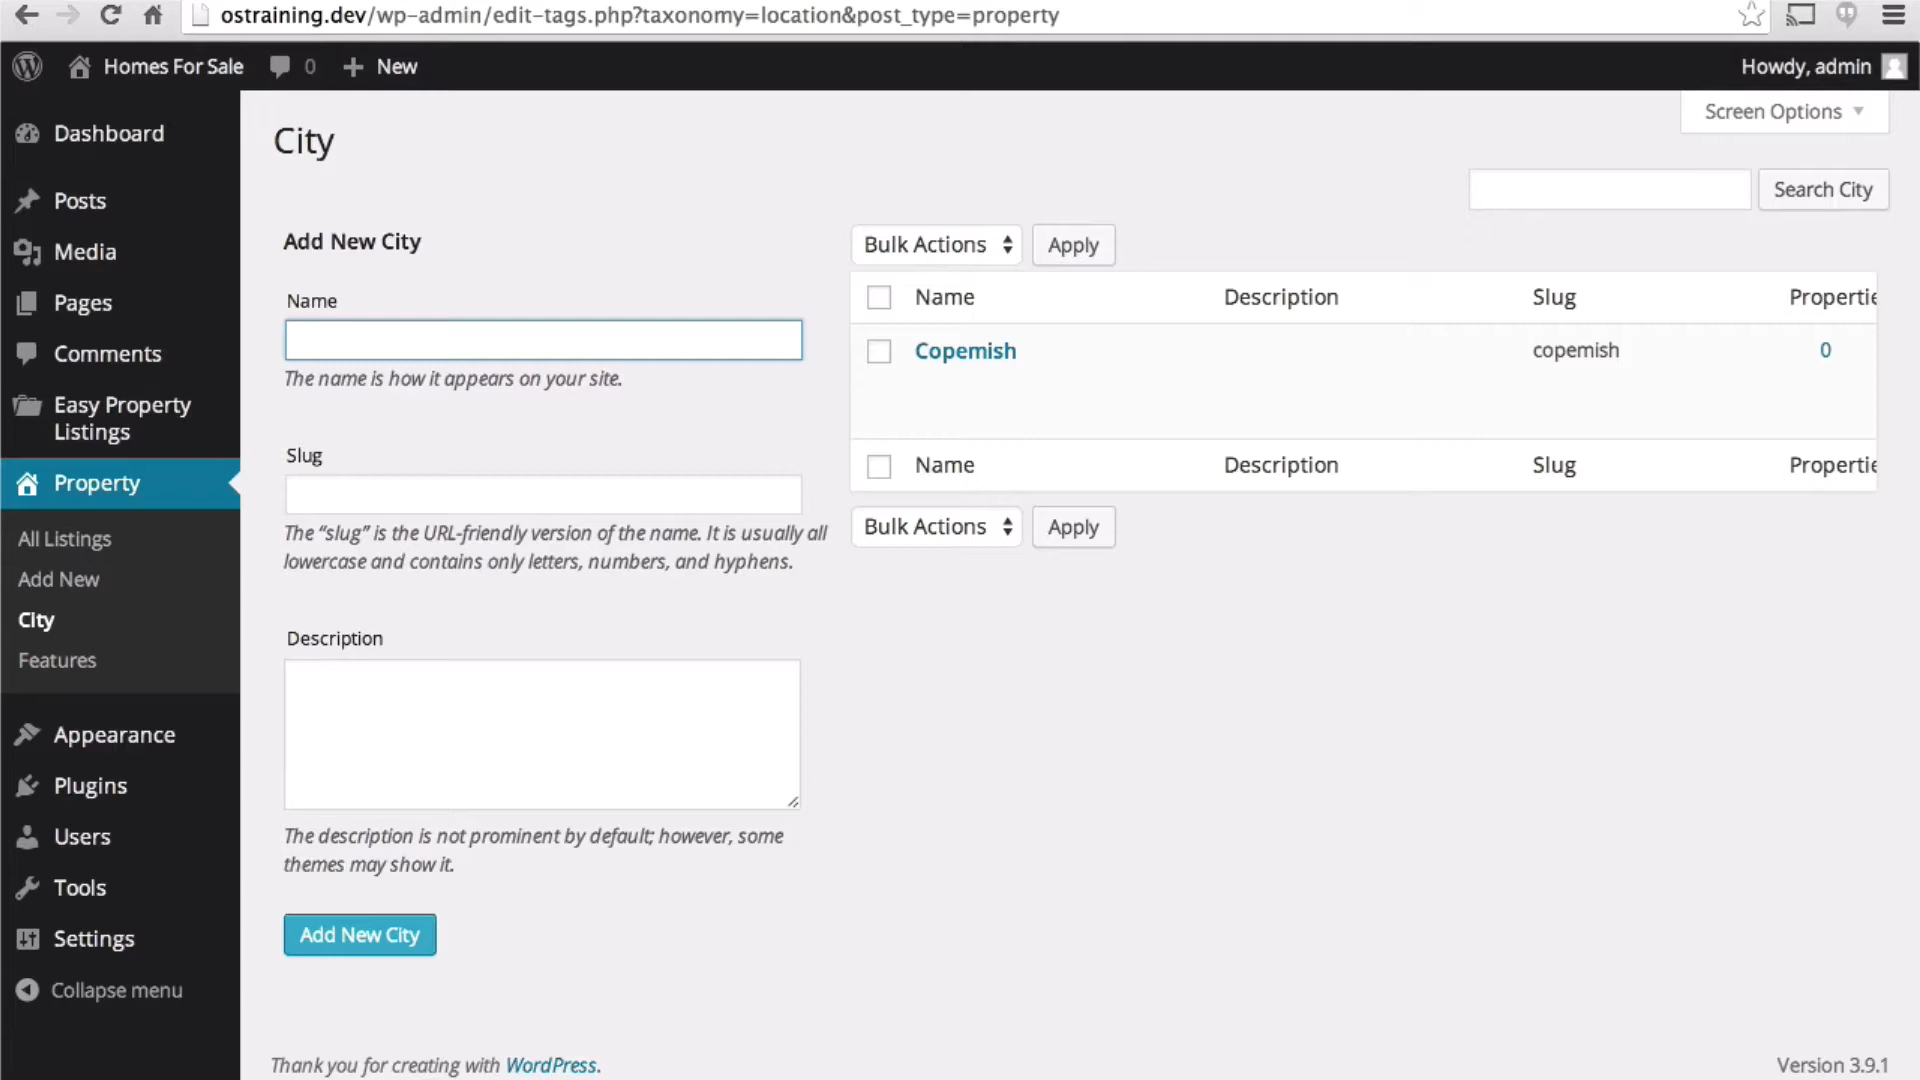 ostraining.dev/wp-admin/edit-tags.php?taxonomy=location&post_type=property
Homes For Sale 0 New Howdy, admin
Screen Options
Dashboard
Posts
Media
Pages
Comments
Easy Property
Listings
Property
All Listings
Add New
City
Features
Appearance
Plugins
Users
Tools
Settings
Collapse menu
City
Search City
Add New City
Name
The name is how it appears on your site.
Slug
The “slug” is the URL-friendly version of the name. It is usually all
lowercase and contains only letters, numbers, and hyphens.
Description
The description is not prominent by default; however, some
themes may show it.
Add New City
Bulk Actions Apply
Name Description Slug Propertie
Copemish copemish 0
Name Description Slug Propertie
Bulk Actions Apply
Thank you for creating with WordPress.
Version 3.9.1